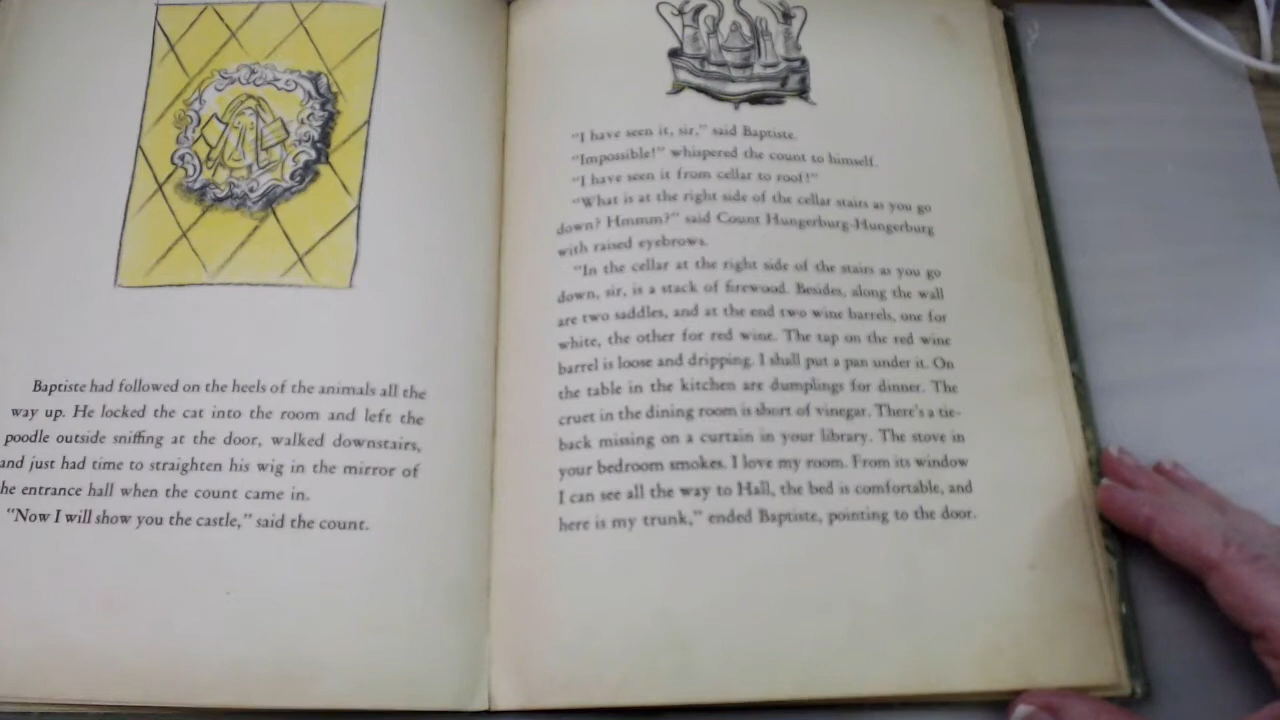 Baptiste had followed on the heels of the animals all the
way up. He locked the cat into the room and left the
poodle outside sniffing at the door, walked downstairs,
and just had time to straighten his wig in the mirror of
he entrance hall when the count came in.
"Now I will show you the castle," said the count.
"I have seen it, sir," said Baptiste.
"Impossible!" whispered the count to himself.
"I have seen it from cellar to roof!"
"What is at the right side of the cellar stairs as you go
down? Hmmm?" said Count Hungerburg-Hungerburg
with raised eyebrows.
"In the cellar at the right side of the stairs as you go
down, sir, is a stack of firewood. Besides, along the wall
are two saddles, and at the end two wine barrels, one for
white, the other for red wine. The tap on the red wine
barrel is loose and dripping. I shall put a pan under it. On
the table in the kitchen are dumplings for dinner. The
cruet in the dining room is short of vinegar. There's a tie-
back missing on a curtain in your library. The stove in
your bedroom smokes. I love my room. From its window
I can see all the way to Hall, the bed is comfortable, and
here is my trunk," ended Baptiste, pointing to the door.